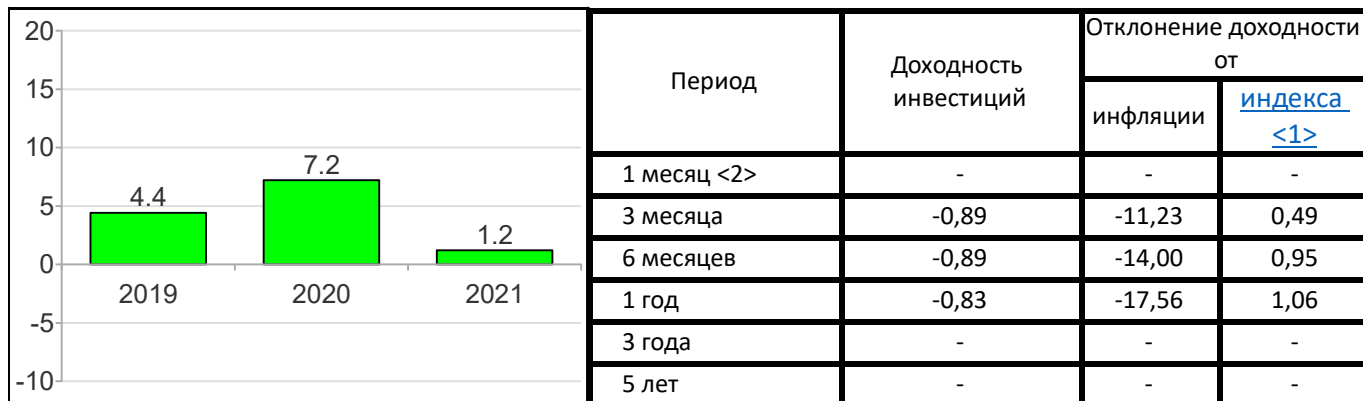 20
15
10
5
0
-5
-10
4.4
7.2
1.2
2019 2020 2021
Период
Доходность
инвестиций
Отклонение доходности
от
инфляции
индекса
<1>
1 месяц <2> - - -
3 месяца -0,89 -11,23 0,49
6 месяцев -0,89 -14,00 0,95
1 год -0,83 -17,56 1,06
3 года - - -
5 лет - - -